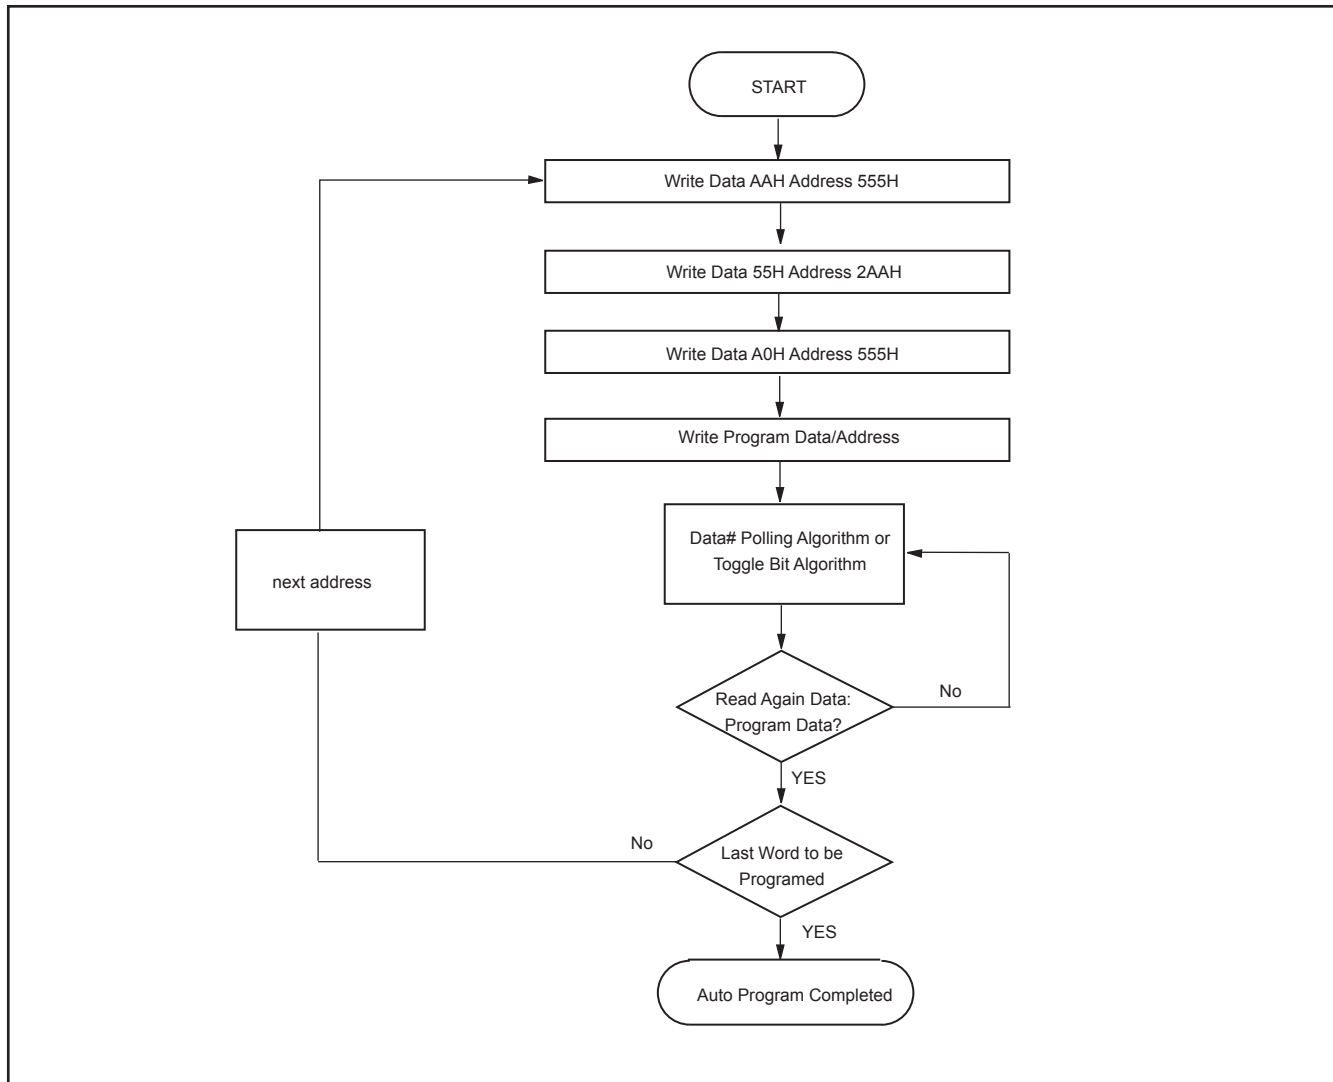 START
Write Data AAH Address 555H
Write Data 55H Address 2AAH
Write Data A0H Address 555H
Write Program Data/Address
Data# Polling Algorithm or
Toggle Bit Algorithm
next address
Read Again Data:
Program Data?
No
YES
No
Last Word to be
Programed
YES
Auto Program Completed